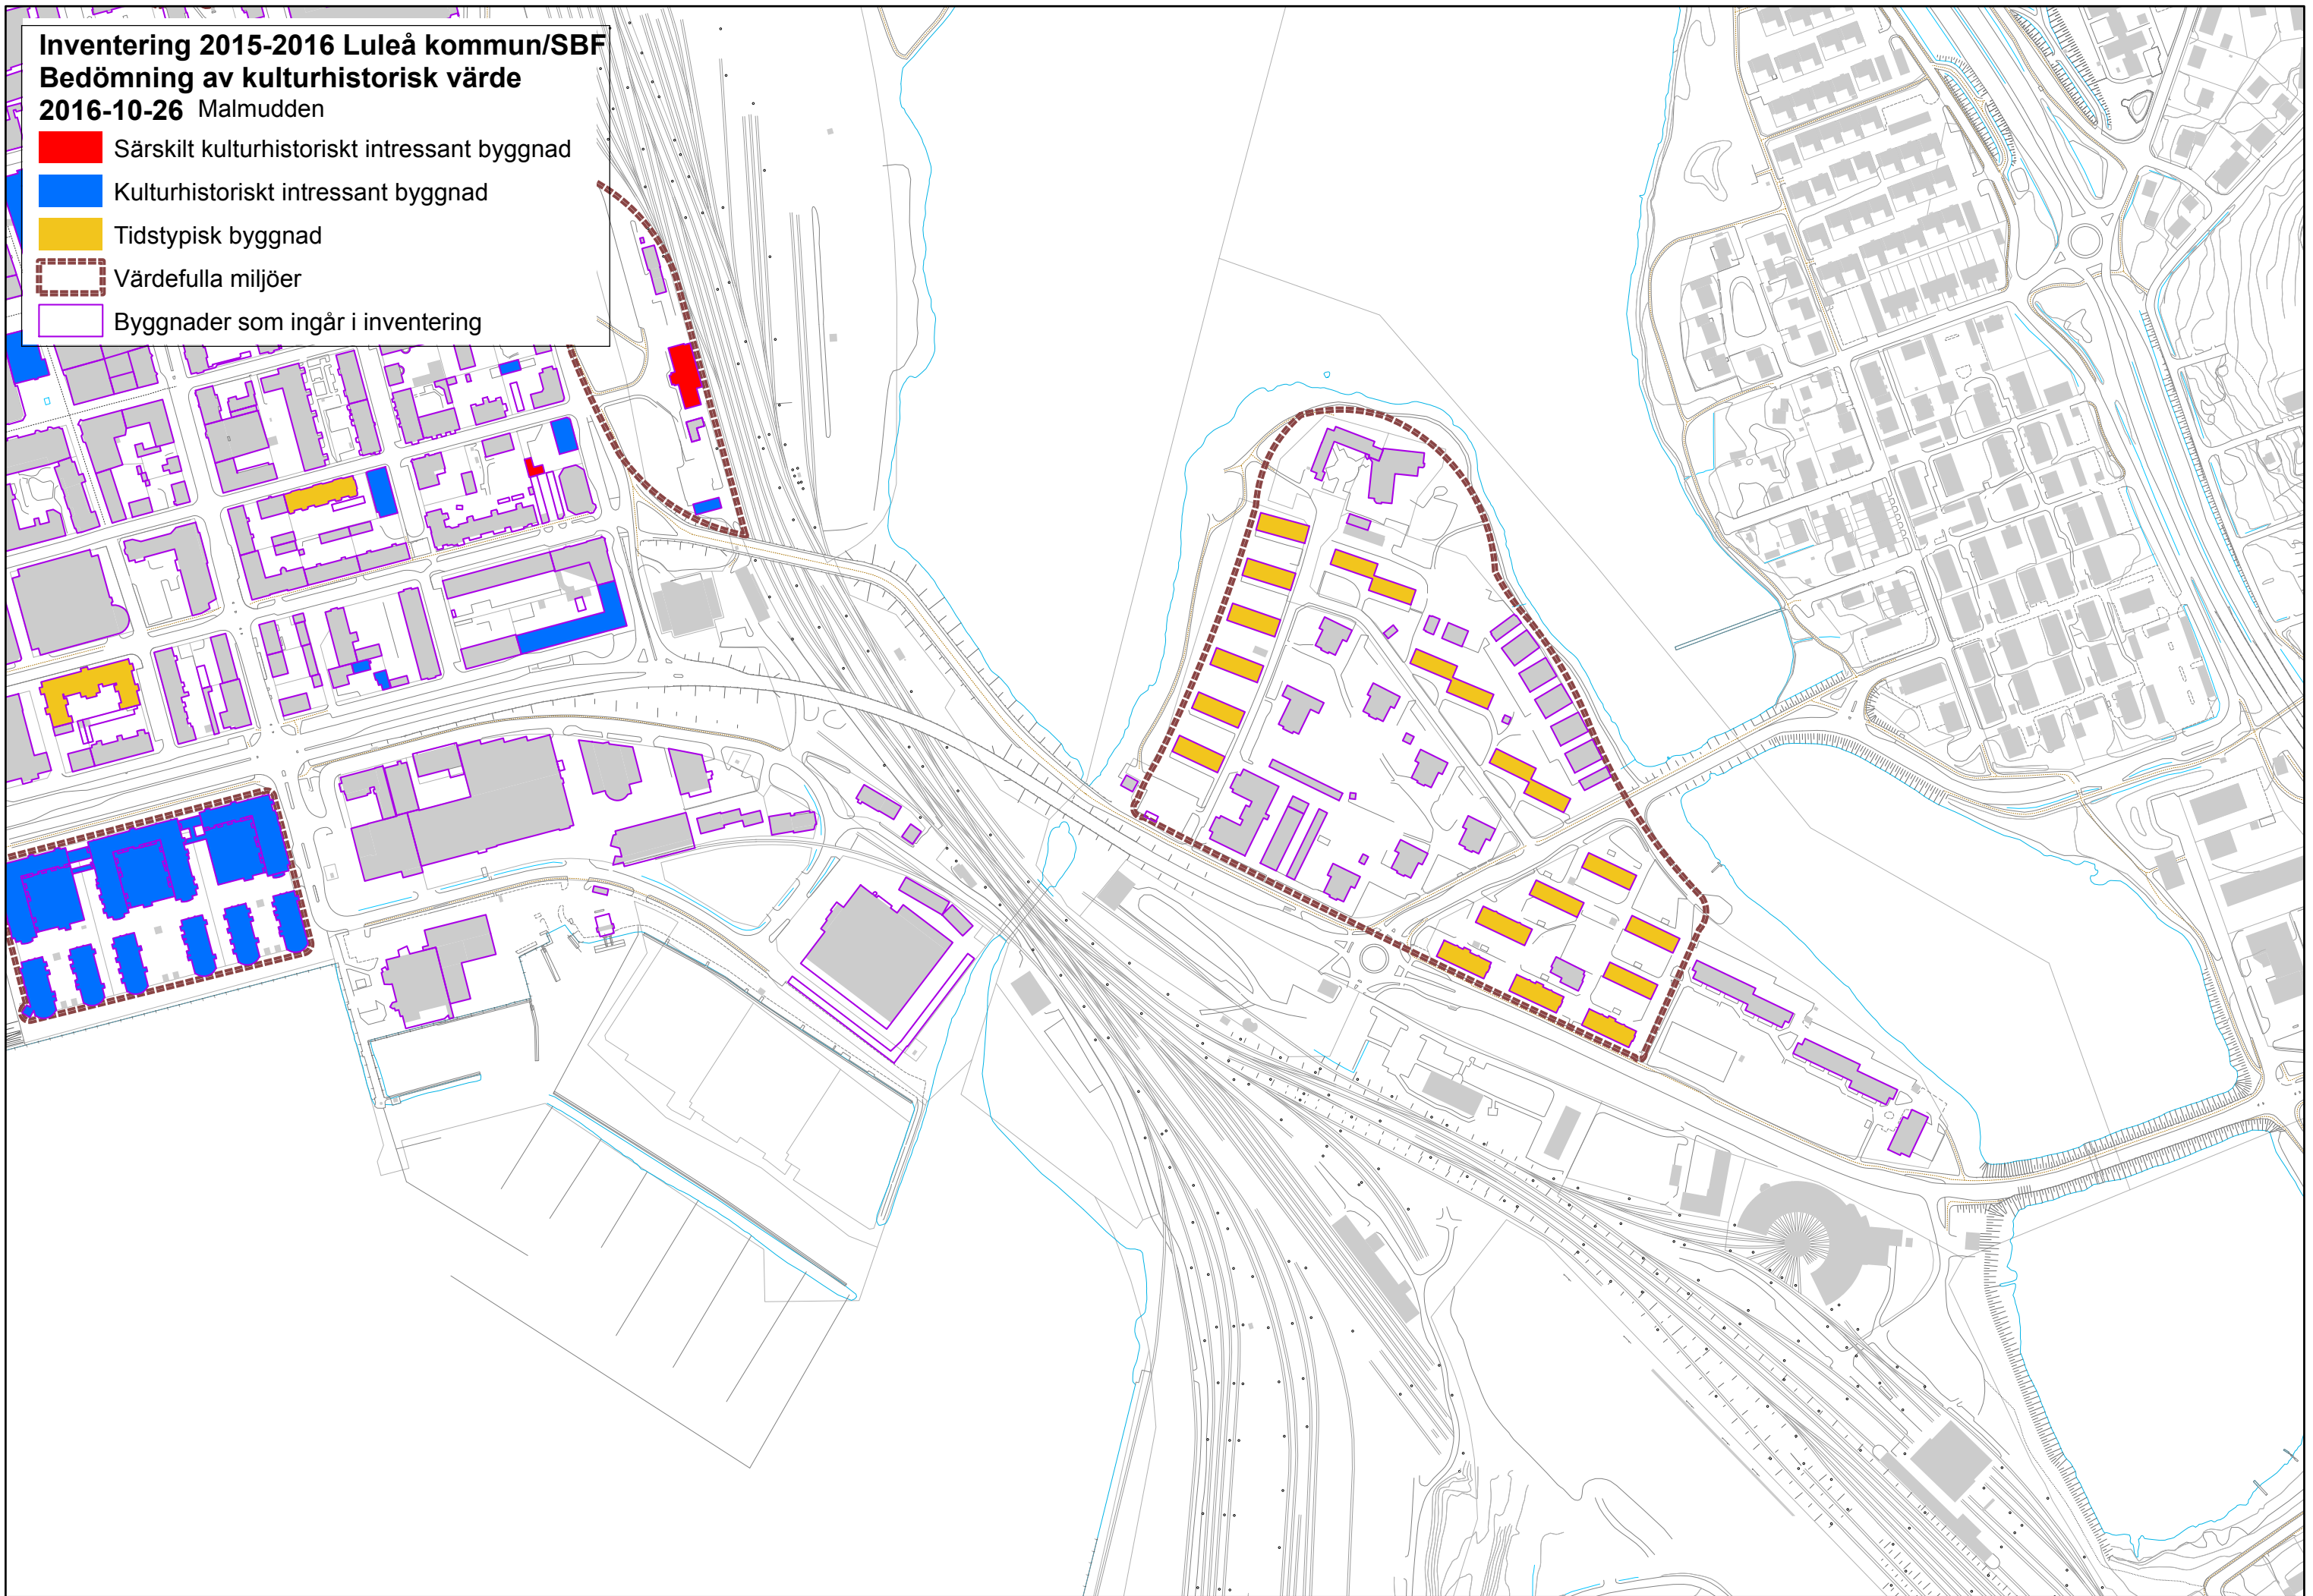 Inventering 2015-2016 Luleå kommun/SBF
Bedömning av kulturhistorisk värde
2016-10-26 Malmudden
Särskilt kulturhistoriskt intressant byggnad
Kulturhistoriskt intressant byggnad
Tidstypisk byggnad
Värdefulla miljöer
Byggnader som ingår i inventering